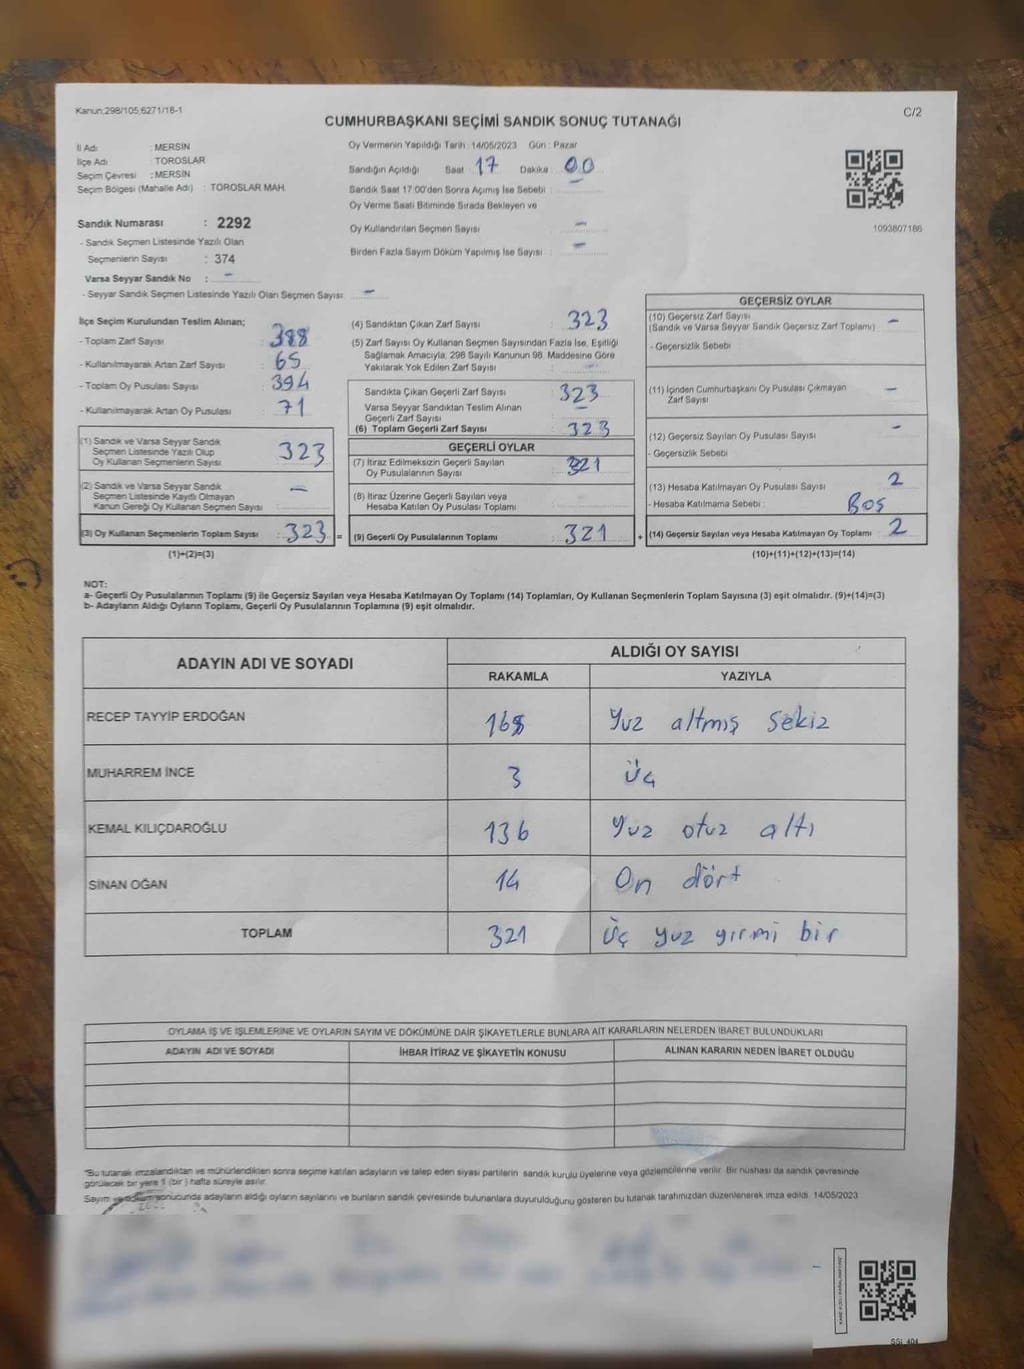 Kanun:298/105;6271/18-1
C/2
CUMHURBAŞKANI SEÇİMİ SANDIK SONUÇ TUTANAĞI
İl Adı : MERSİN
İlçe Adı : TOROSLAR
Seçim Çevresi : MERSİN
Seçim Bölgesi (Mahalle Adı) : TOROSLAR MAH.
Sandık Numarası : 2292
- Sandık Seçmen Listesinde Yazılı Olan
Seçmenlerin Sayısı : 374
Varsa Seyyar Sandık No : -
- Seyyar Sandık Seçmen Listesinde Yazılı Olan Seçmen Sayısı: -
Oy Vermenin Yapıldığı Tarih :14/05/2023 Gün : Pazar
Sandığın Açıldığı Saat 17 Dakika 00
Sandık Saat 17:00'den Sonra Açımış İse Sebebi :
Oy Verme Saati Bitiminde Sırada Bekleyen ve
Oy Kullandırılan Seçmen Sayısı : -
Birden Fazla Sayım Döküm Yapılmış İse Sayısı : -
1093807186
İlçe Seçim Kurulundan Teslim Alınan;
- Toplam Zarf Sayısı : 388
- Kullanılmayarak Artan Zarf Sayısı : 65
- Toplam Oy Pusulası Sayısı : 394
- Kullanılmayarak Artan Oy Pusulası : 71
(1) Sandık ve Varsa Seyyar Sandık
Seçmen Listesinde Yazılı Olup
Oy Kullanan Seçmenlerin Sayısı : 323
(2) Sandık ve Varsa Seyyar Sandık
Seçmen Listesinde Kayıtlı Olmayan
Kanun Gereği Oy Kullanan Seçmen Sayısı : -
(3) Oy Kullanan Seçmenlerin Toplam Sayısı : 323 =
(1)+(2)=(3)
(4) Sandıktan Çıkan Zarf Sayısı : 323
(5) Zarf Sayısı Oy Kullanan Seçmen Sayısından Fazla İse, Eşitliği
Sağlamak Amacıyla, 298 Sayılı Kanunun 98. Maddesine Göre
Yakılarak Yok Edilen Zarf Sayısı : -
Sandıkta Çıkan Geçerli Zarf Sayısı : 323
Varsa Seyyar Sandıktan Teslim Alınan
Geçerli Zarf Sayısı : -
(6) Toplam Geçerli Zarf Sayısı : 323
GEÇERLİ OYLAR
(7) İtiraz Edilmeksizin Geçerli Sayılan
Oy Pusulalarının Sayısı : 321
(8) İtiraz Üzerine Geçerli Sayılan veya
Hesaba Katılan Oy Pusulası Toplamı :
(9) Geçerli Oy Pusulalarının Toplamı : 321 +
GEÇERSİZ OYLAR
(10) Geçersiz Zarf Sayısı
(Sandık ve Varsa Seyyar Sandık Geçersiz Zarf Toplamı) : -
- Geçersizlik Sebebi :
(11) İçinden Cumhurbaşkanı Oy Pusulası Çıkmayan
Zarf Sayısı : -
(12) Geçersiz Sayılan Oy Pusulası Sayısı : -
- Geçersizlik Sebebi
(13) Hesaba Katılmayan Oy Pusulası Sayısı : 2
- Hesaba Katılmama Sebebi : Boş
(14) Geçersiz Sayılan veya Hesaba Katılmayan Oy Toplamı : 2
(10)+(11)+(12)+(13)=(14)
NOT:
a- Geçerli Oy Pusulalarının Toplamı (9) ile Geçersiz Sayılan veya Hesaba Katılmayan Oy Toplamı (14) Toplamları, Oy Kullanan Seçmenlerin Toplam Sayısına (3) eşit olmalıdır. (9)+(14)=(3)
b- Adayların Aldığı Oyların Toplamı, Geçerli Oy Pusulalarının Toplamına (9) eşit olmalıdır.
ADAYIN ADI VE SOYADI ALDIĞI OY SAYISI
RAKAMLA YAZIYLA
RECEP TAYYİP ERDOĞAN 168 Yüz altmış sekiz
MUHARREM İNCE 3 Üç
KEMAL KILIÇDAROĞLU 136 Yuz otuz altı
SİNAN OĞAN 14 On dört
TOPLAM 321 Üç yuz yırmi bir
OYLAMA İŞ VE İŞLEMLERİNE VE OYLARIN SAYIM VE DÖKÜMÜNE DAİR ŞİKAYETLERLE BUNLARA AİT KARARLARIN NELERDEN İBARET BULUNDUKLARI
ADAYIN ADI VE SOYADI İHBAR İTİRAZ VE ŞİKAYETİN KONUSU ALINAN KARARIN NEDEN İBARET OLDUĞU
*Bu tutanak imzalandıktan ve mühürlendikten sonra seçime katılan adayların ve talep eden siyasi partilerin sandık kurulu üyelerine veya gözlemcilerine verilir. Bir nushası da sandık çevresinde
görülecek bir yere 1 (bir) hafta süreyle asılır.
Sayım ve döküm sonucunda adayların aldığı oyların sayılarını ve bunların sandık çevresinde bulunanlara duyurulduğunu gösteren bu tutanak tarafımızdan düzenlenerek imza edildi. 14/05/2023
SSİ_404